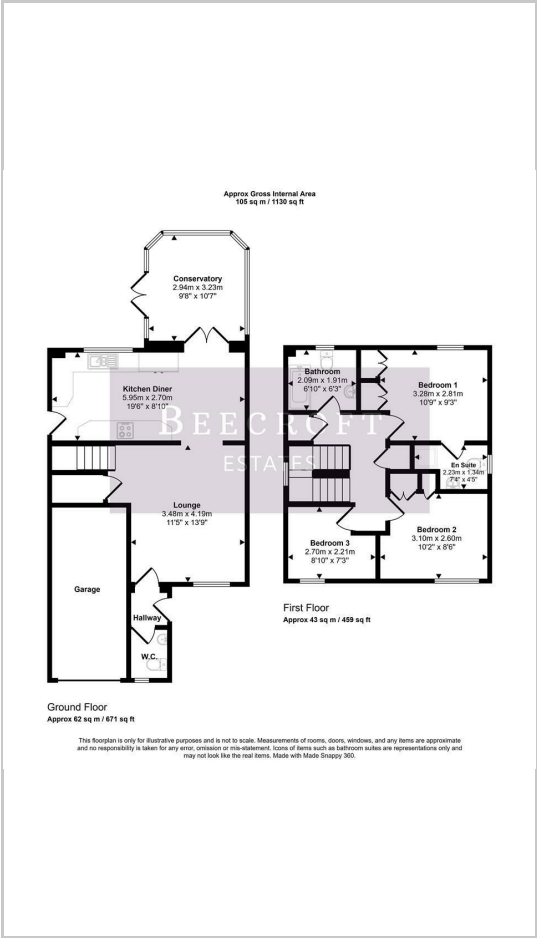 Approx Gross Internal Area
105 sq m / 1130 sq ft
Conservatory
2.94m x 3.23m
9'8" x 10'7"
Kitchen Diner
5.95m x 2.70m
19'6" x 8'10"
Lounge
3.48m x 4.19m
11'5" x 13'9"
Garage
Hallway
W.C.
Ground Floor
Approx 62 sq m / 671 sq ft
Bathroom
2.09m x 1.91m
6'10" x 6'3"
Bedroom 1
3.28m x 2.81m
10'9" x 9'3"
En Suite
2.23m x 1.34m
7'4" x 4'5"
Bedroom 2
3.10m x 2.60m
10'2" x 8'6"
Bedroom 3
2.70m x 2.21m
8'10" x 7'3"
First Floor
Approx 43 sq m / 459 sq ft
BEECROFT
ESTATES
This floorplan is only for illustrative purposes and is not to scale. Measurements of rooms, doors, windows, and any items are approximate
and no responsibility is taken for any error, omission or mis-statement. Icons of items such as bathroom suites are representations only and
may not look like the real items. Made with Made Snappy 360.